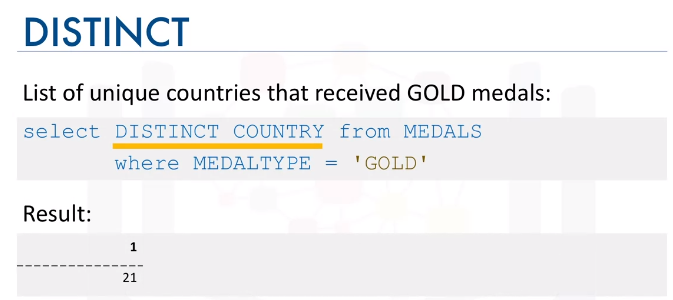 DISTINCT
List of unique countries that received GOLD medals:
select DISTINCT COUNTRY from MEDALS
where MEDALTYPE = 'GOLD'
Result:
1
---------------
21